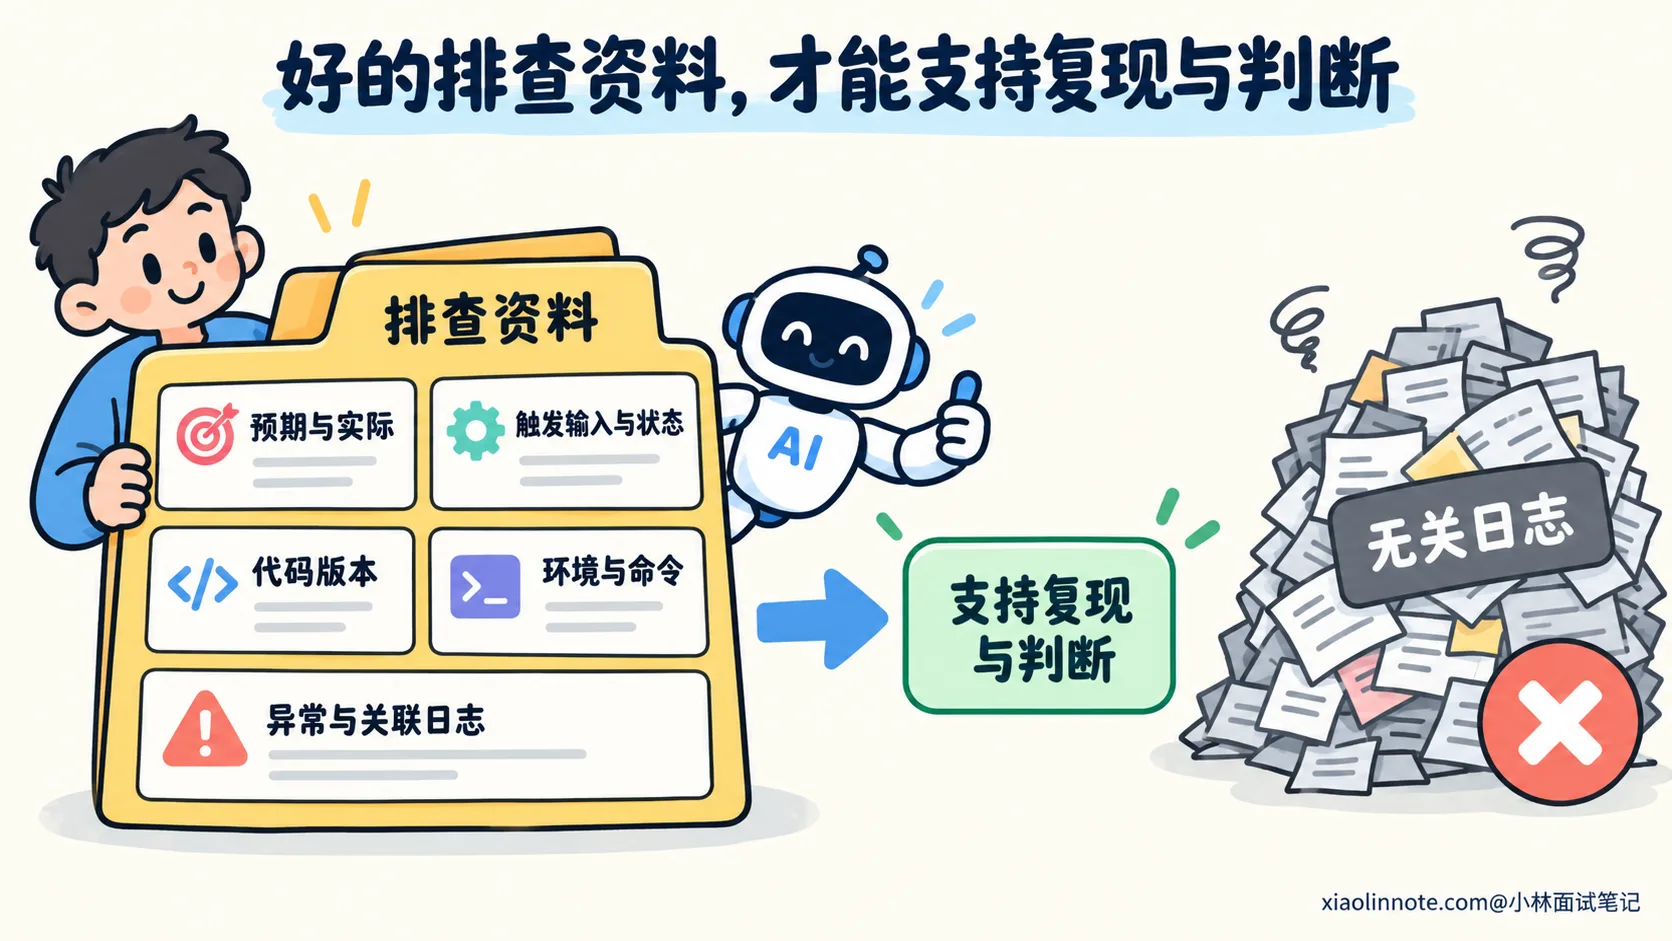 好的排查资料，才能支持复现与判断
排查资料
预期与实际
触发输入与状态
代码版本
环境与命令
异常与关联日志
AI
支持复现
与判断
无关日志
xiaolinnote.com@小林面试笔记